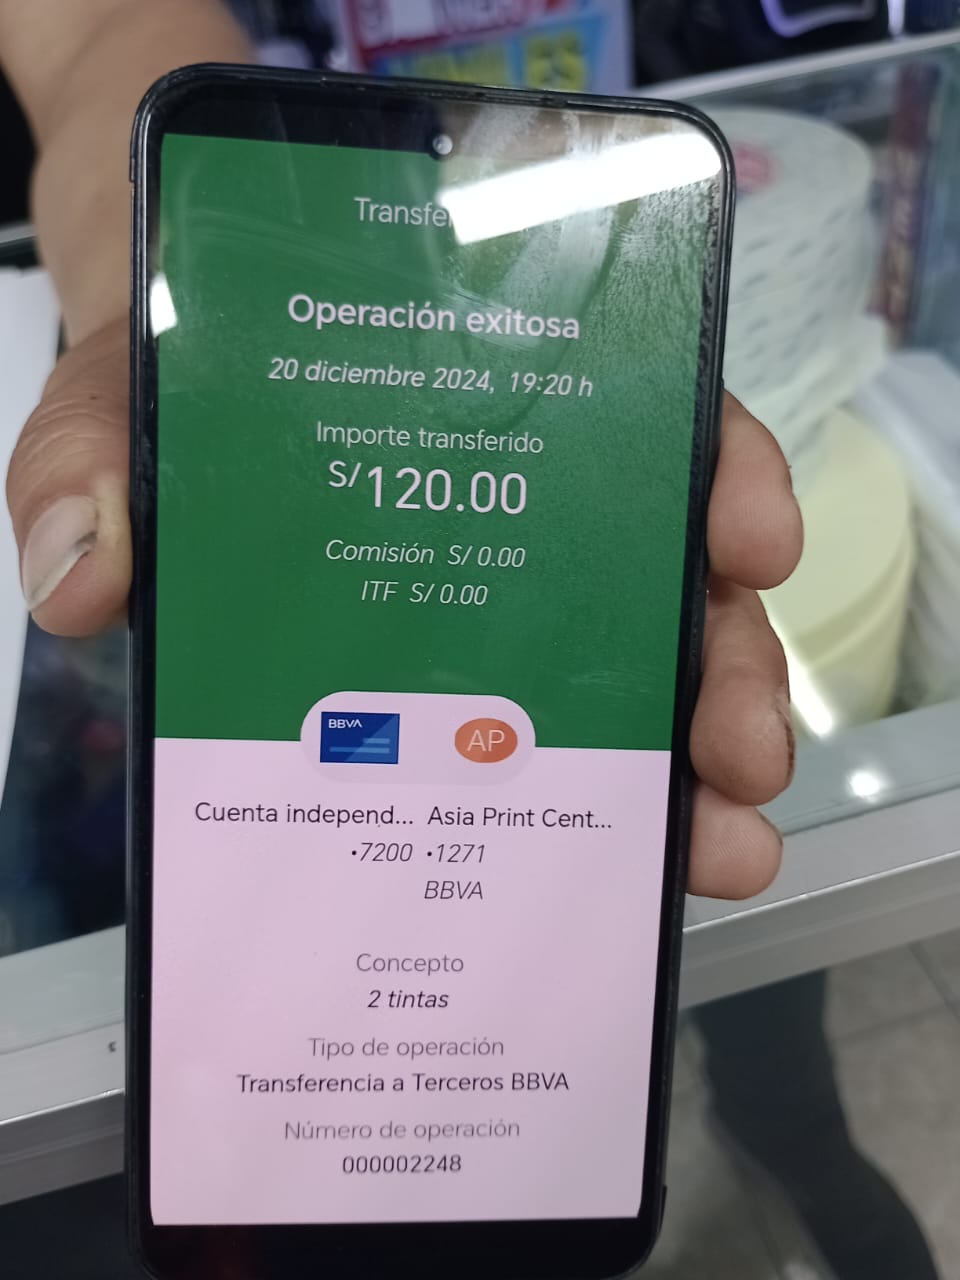 Operación exitosa
20 diciembre 2024, 19:20 h
Importe transferido
S/120.00
Comisión S/ 0.00
ITF S/ 0.00
BBVA AP
Cuenta independ... Asia Print Cent...
•7200 •1271
BBVA
Concepto
2 tintas
Tipo de operación
Transferencia a Terceros BBVA
Número de operación
000002248